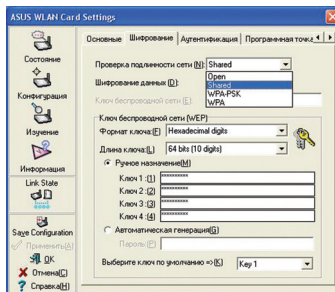 ASUS WLAN Card Settings
Состояние
Конфигурация
Изучение
Информация
Link State
Save Configuration
Применить(A)
OK
Отмена(C)
Справка(H)
Основные Шифрование Аутентификация Программная точка
Проверка подлинности сети (N): Shared
Open
Shared
WPA-PSK
WPA
Шифрование данных (D):
Ключ беспроводной сети (E):
Ключ беспроводной сети (WEP)
Формат ключа:(F) Hexadecimal digits
Длина ключа:(L) 64 bits (10 digits)
Ручное назначение(M)
Ключ 1 :(1) **********
Ключ 2 :(2) **********
Ключ 3 :(3) **********
Ключ 4 :(4) **********
Автоматическая генерация(G)
Пароль:(P)
Выберите ключ по умолчанию =>(K) Key 1